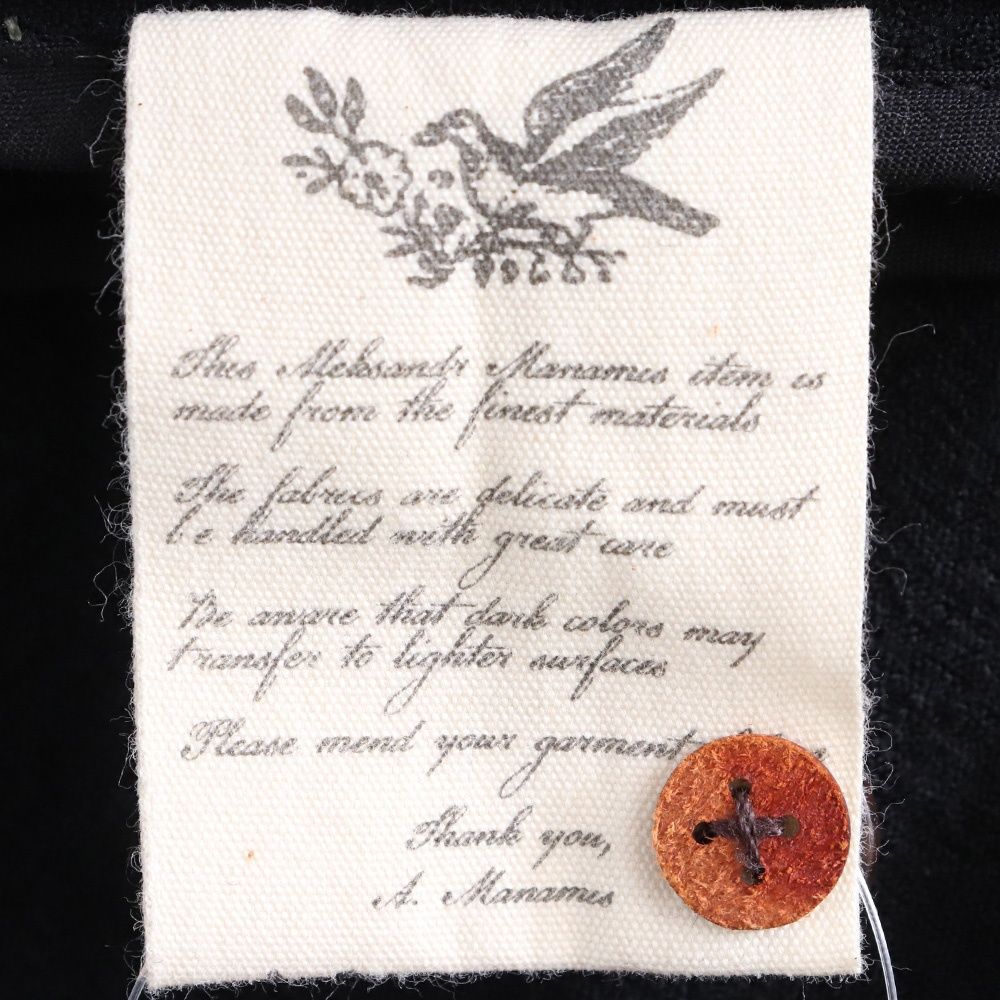 This Aleksandr Manamis item is
made from the finest materials
The fabrics are delicate and must
be handled with great care
Be aware that dark colors may
transfer to lighter surfaces
Please mend your garment
Thank you,
A. Manamis